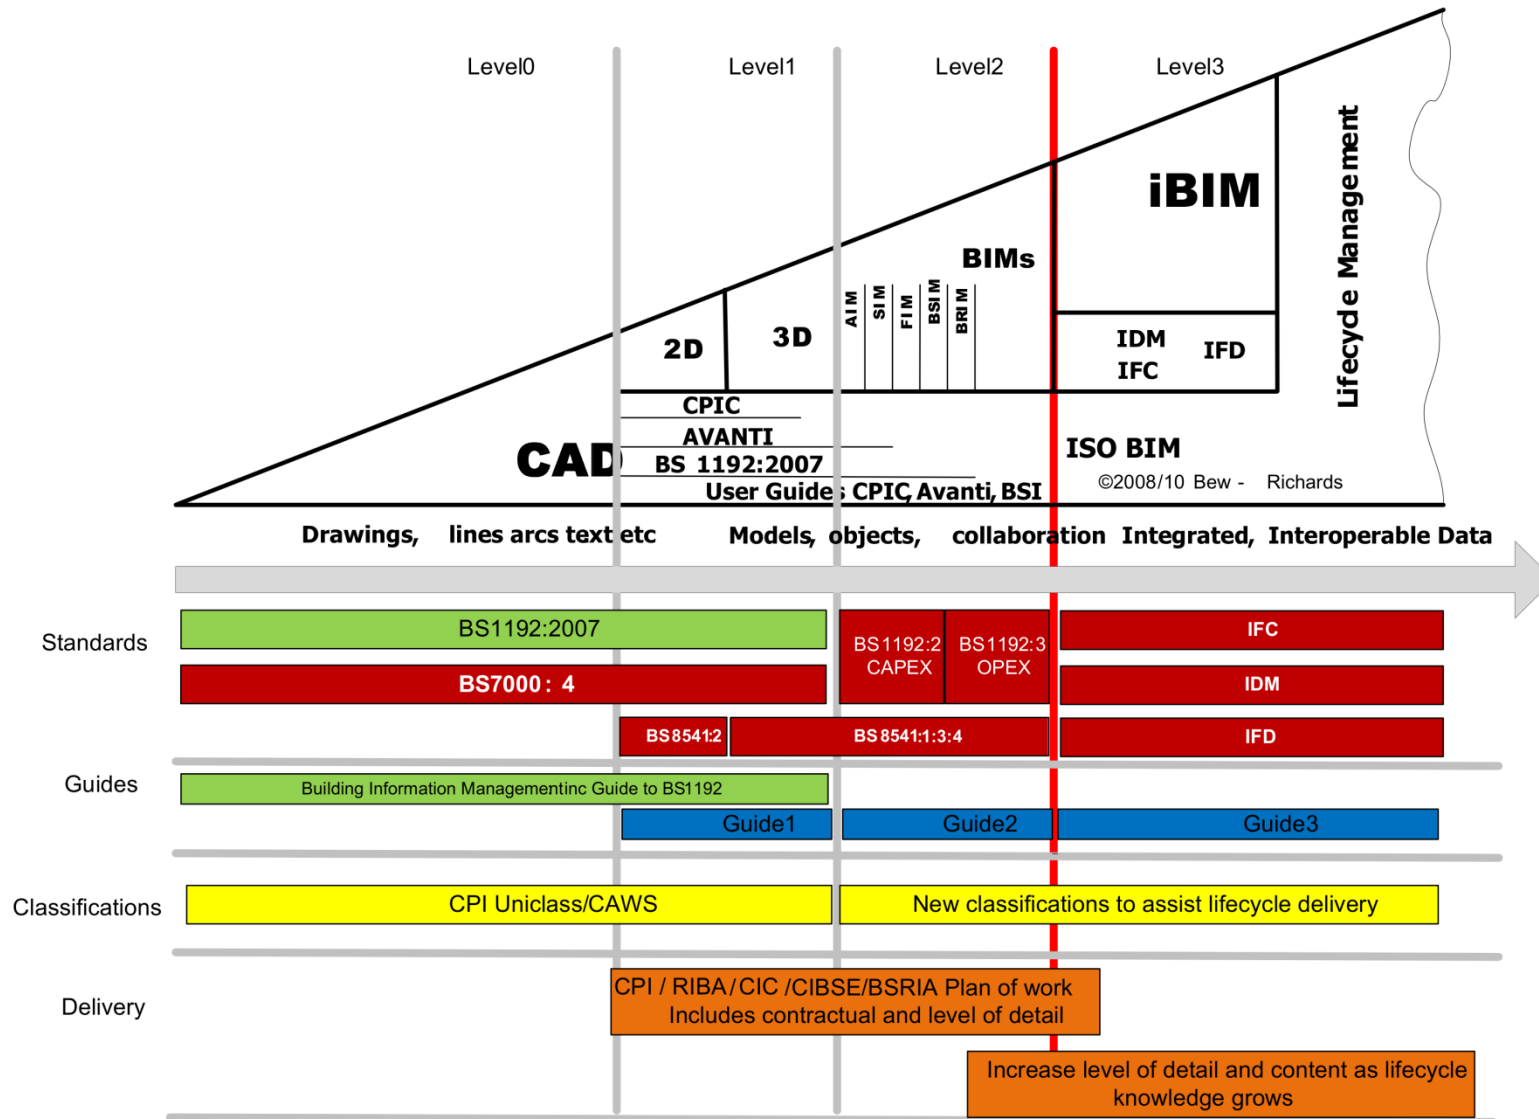 Level0
Level1
Level2
Level3
iBIM
Lifecycle Management
BIMs
AIM
SIM
FIM
BSIM
BRIM
2D
3D
IDM
IFD
IFC
CPIC
AVANTI
CAD
BS 1192:2007
User Guides CPIC, Avanti, BSI
ISO BIM
©2008/10 Bew - Richards
Drawings, lines arcs text etc
Models, objects, collaboration
Integrated, Interoperable Data
Standards
BS1192:2007
BS7000: 4
BS1192:2
CAPEX
BS1192:3
OPEX
IFC
IDM
BS8541:2
BS8541:1:3:4
IFD
Guides
Building Information Managementinc Guide to BS1192
Guide1
Guide2
Guide3
Classifications
CPI Uniclass/CAWS
New classifications to assist lifecycle delivery
Delivery
CPI / RIBA/CIC /CIBSE/BSRIA Plan of work
Includes contractual and level of detail
Increase level of detail and content as lifecycle
knowledge grows